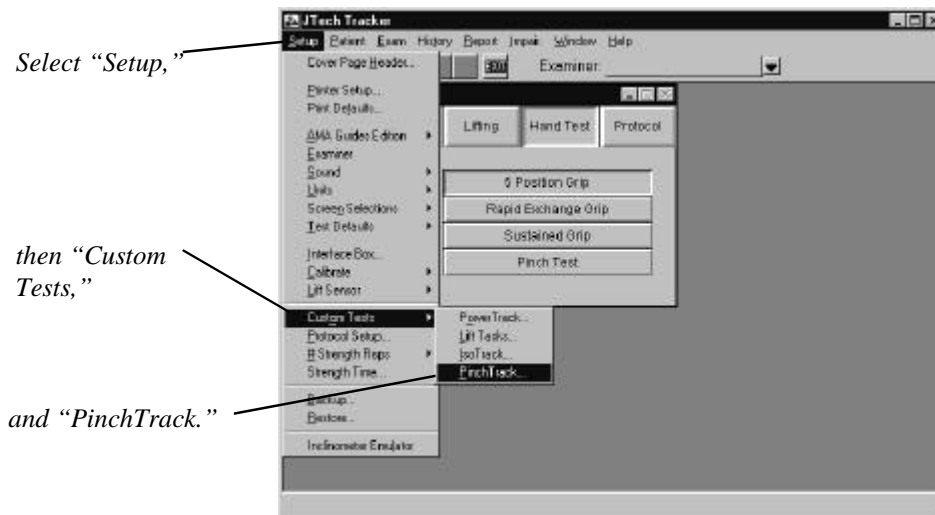 JTech Tracker
Setup Patient Exam History Report Impair Window Help
Select “Setup,”
Cover Page Header...
EXIT Examiner:
Printer Setup...
Print Defaults...
AMA Guides Edition
Examiner
Sound
Units
Screen Selections
Test Defaults
Interface Box...
Calibrate
Lift Sensor
Lifting Hand Test Protocol
5 Position Grip
Rapid Exchange Grip
Sustained Grip
Pinch Test
then “Custom
Tests,”
Custom Tests
Protocol Setup...
# Strength Reps
Strength Time...
PowerTrack...
Lift Tasks...
IsoTrack...
PinchTrack...
and “PinchTrack.”
Backup...
Restore...
Inclinometer Emulator